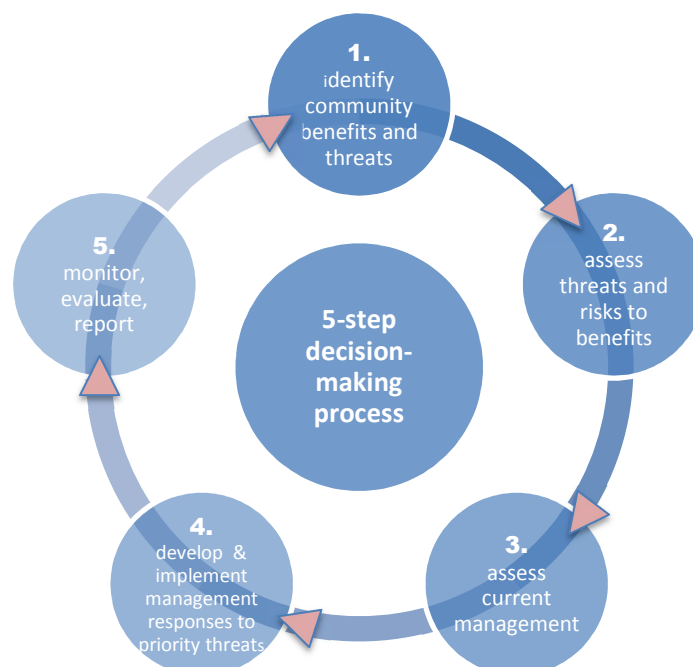 1.
identify
community
benefits and
threats
2.
assess
threats and
risks to
benefits
3.
assess
current
management
4.
develop & 
implement
management
responses to
priority threats
5.
monitor,
evaluate,
report
5-step
decision-
making
process